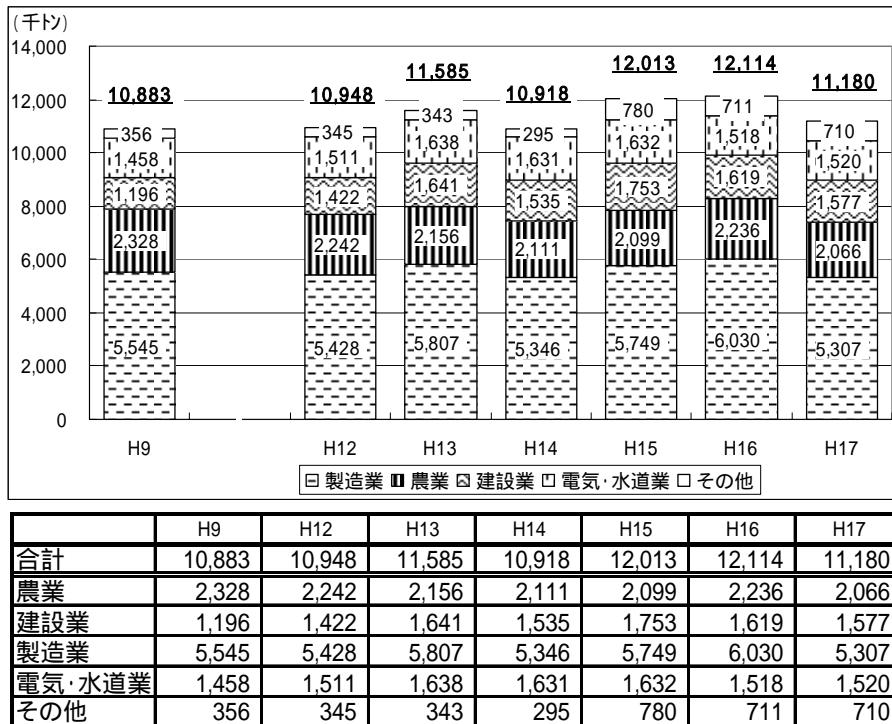 (千トン)
14,000
12,000
10,000
8,000
6,000
4,000
2,000
0
10,883 10,948 11,585 10,918 12,013 12,114 11,180
356 345 343 295 780 711 710
1,458 1,511 1,638 1,631 1,632 1,518 1,520
1,196 1,422 1,641 1,535 1,753 1,619 1,577
2,328 2,242 2,156 2,111 2,099 2,236 2,066
5,545 5,428 5,807 5,346 5,749 6,030 5,307
H9 H12 H13 H14 H15 H16 H17
製造業 農業 建設業 電気・水道業 その他
H9 H12 H13 H14 H15 H16 H17
合計 10,883 10,948 11,585 10,918 12,013 12,114 11,180
農業 2,328 2,242 2,156 2,111 2,099 2,236 2,066
建設業 1,196 1,422 1,641 1,535 1,753 1,619 1,577
製造業 5,545 5,428 5,807 5,346 5,749 6,030 5,307
電気・水道業 1,458 1,511 1,638 1,631 1,632 1,518 1,520
その他 356 345 343 295 780 711 710